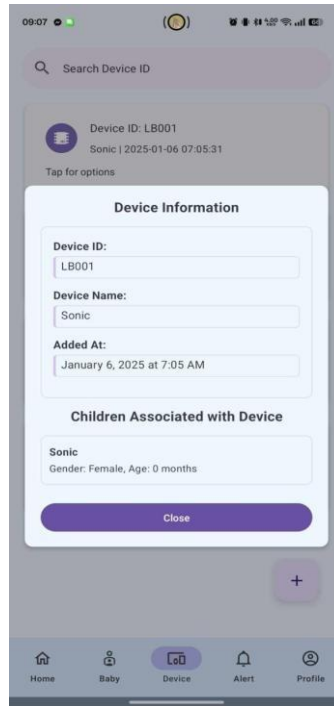 09:07
Search Device ID
Device ID: LB001
Sonic | 2025-01-06 07:05:31
Tap for options
Device Information
Device ID:
LB001
Device Name:
Sonic
Added At:
January 6, 2025 at 7:05 AM
Children Associated with Device
Sonic
Gender: Female, Age: 0 months
Close
+
Home Baby Device Alert Profile